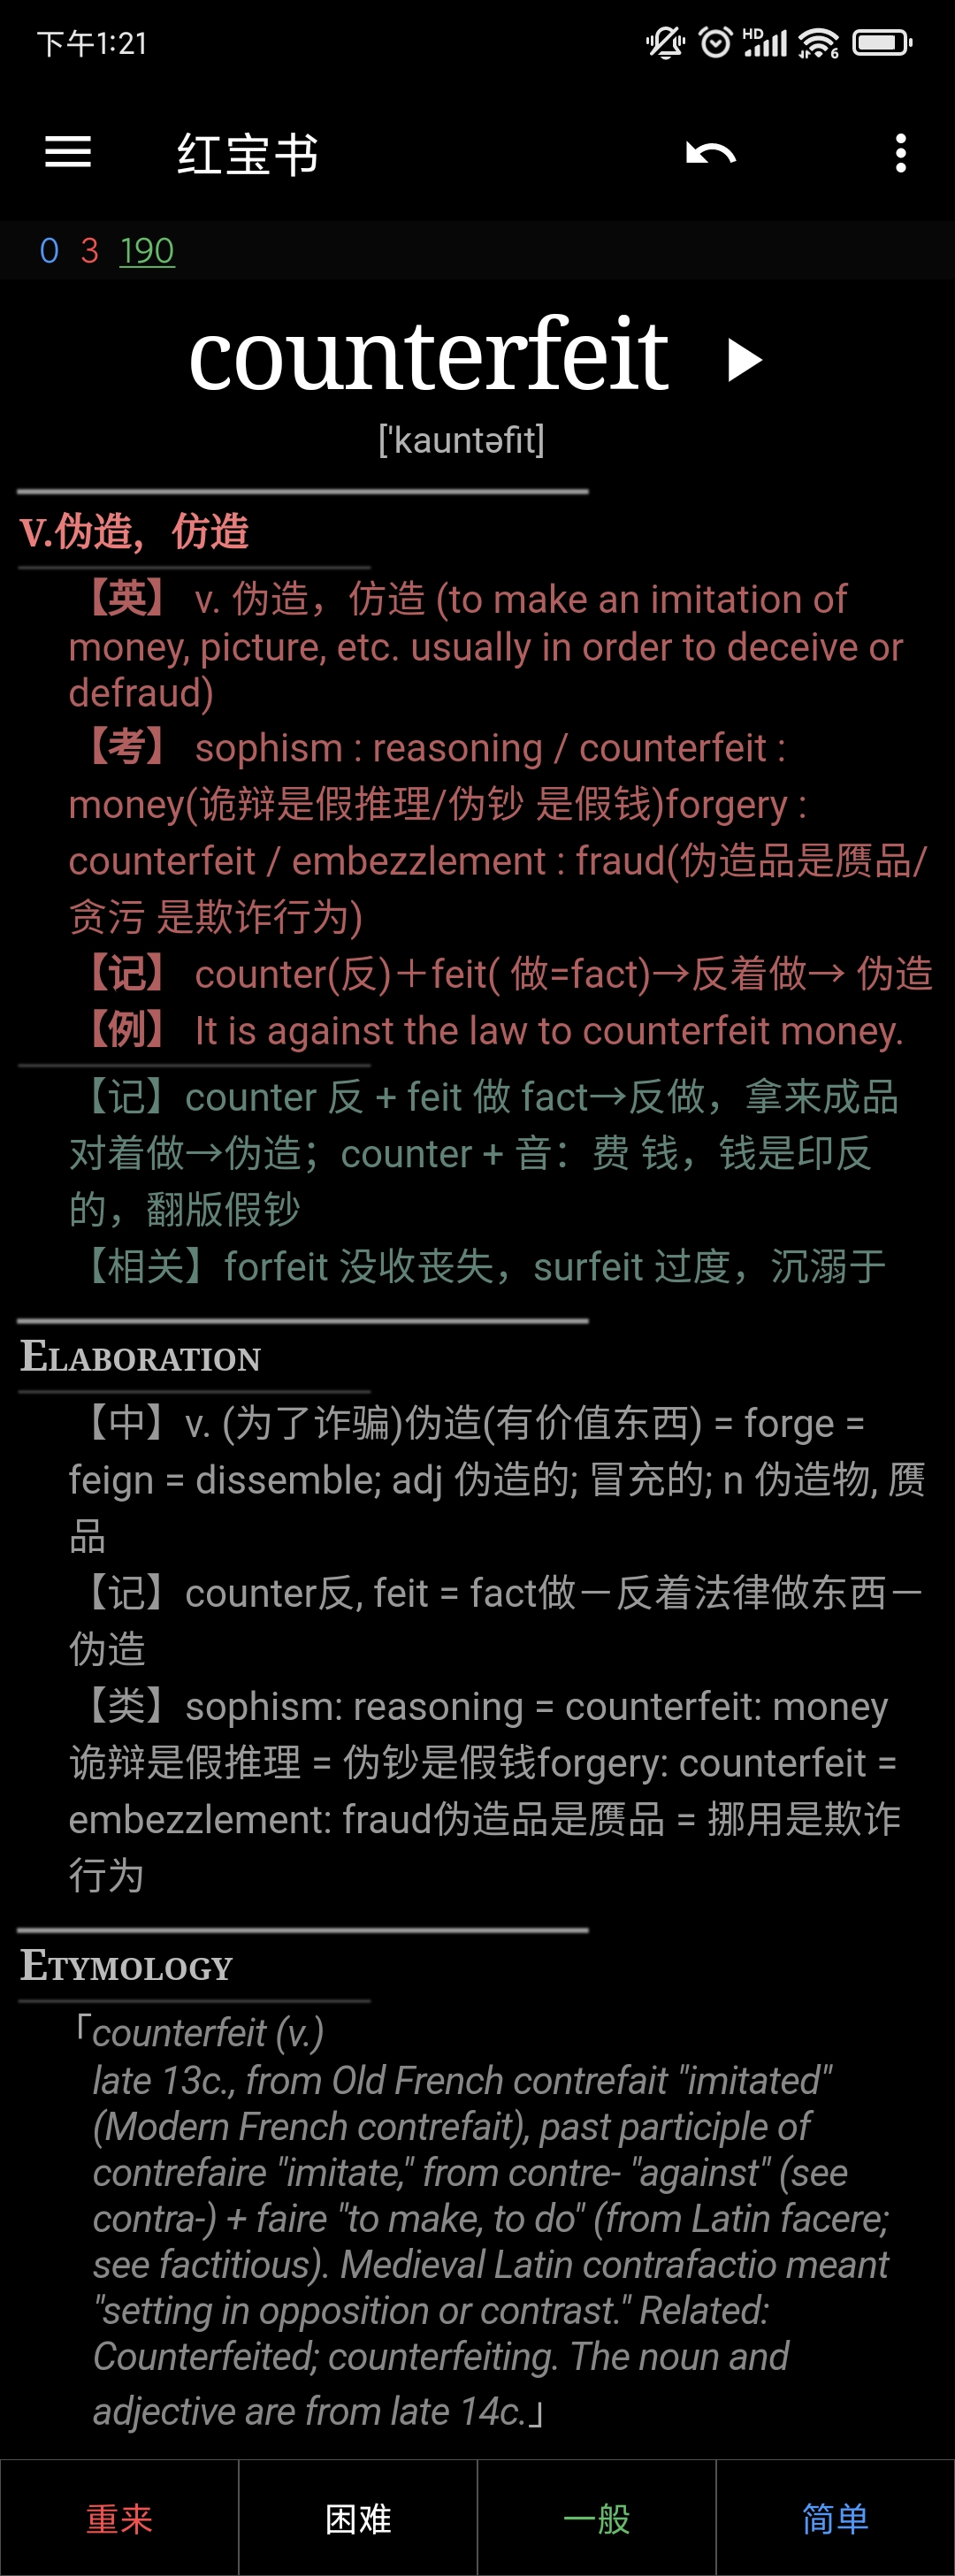 下午1:21
HD
6
红宝书
0 3 190
counterfeit
['kauntəfɪt]
V.伪造，仿造
【英】 v. 伪造，仿造 (to make an imitation of
money, picture, etc. usually in order to deceive or
defraud)
【考】 sophism : reasoning / counterfeit :
money(诡辩是假推理/伪钞 是假钱)forgery :
counterfeit / embezzlement : fraud(伪造品是赝品/
贪污 是欺诈行为)
【记】 counter(反)＋feit( 做=fact)→反着做→ 伪造
【例】 It is against the law to counterfeit money.
【记】counter 反 + feit 做 fact→反做，拿来成品
对着做→伪造；counter + 音：费 钱，钱是印反
的，翻版假钞
【相关】forfeit 没收丧失，surfeit 过度，沉溺于
ELABORATION
【中】v. (为了诈骗)伪造(有价值东西) = forge =
feign = dissemble; adj 伪造的; 冒充的; n 伪造物, 赝
品
【记】counter反, feit = fact做－反着法律做东西－
伪造
【类】sophism: reasoning = counterfeit: money
诡辩是假推理 = 伪钞是假钱forgery: counterfeit =
embezzlement: fraud伪造品是赝品 = 挪用是欺诈
行为
ETYMOLOGY
「counterfeit (v.)
late 13c., from Old French contrefait "imitated"
(Modern French contrefait), past participle of
contrefaire "imitate," from contre- "against" (see
contra-) + faire "to make, to do" (from Latin facere;
see factitious). Medieval Latin contrafactio meant
"setting in opposition or contrast." Related:
Counterfeited; counterfeiting. The noun and
adjective are from late 14c.」
重来 困难 一般 简单